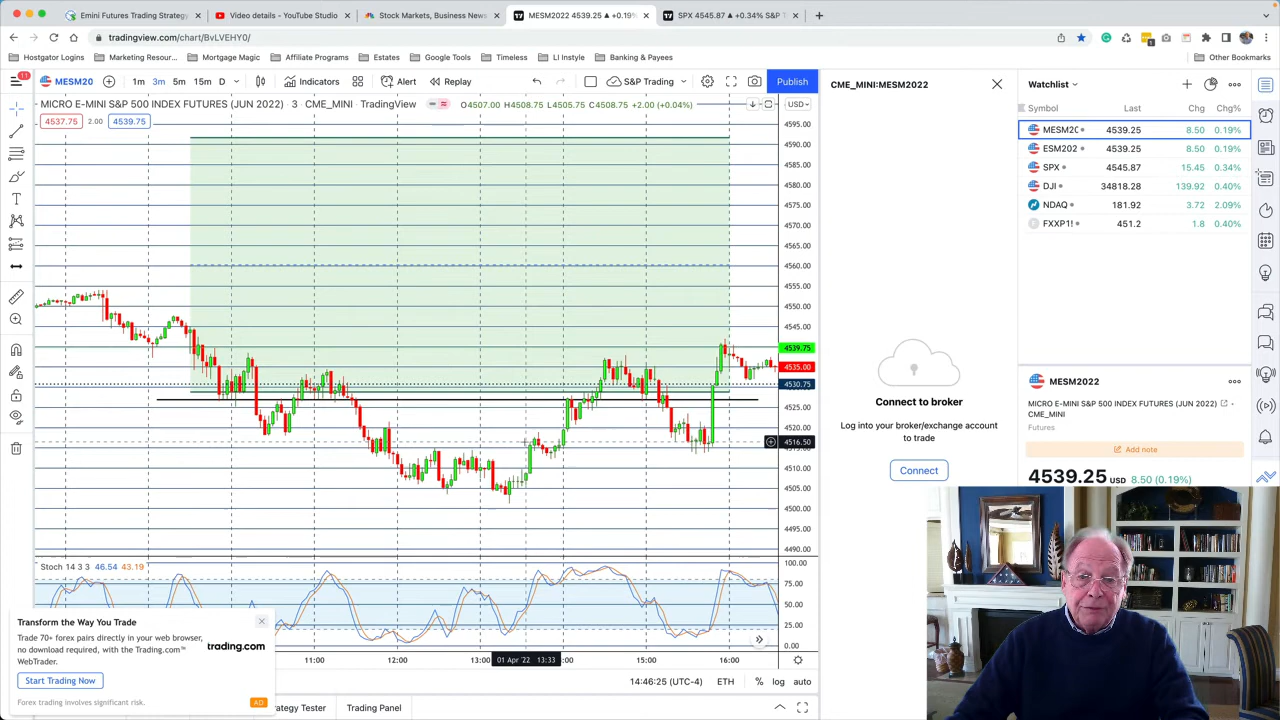 Emini Futures Trading Strategy
Video details - YouTube Studio
Stock Markets, Business News
MESM2022 4539.25 ▲ +0.19%
SPX 4545.87 ▲ +0.34% S&P T
tradingview.com/chart/BvLVEHY0/
Hostgator Logins
Marketing Resour...
Mortgage Magic
Affiliate Programs
Estates
Google Tools
Timeless
LI Instyle
Banking & Payees
Other Bookmarks
11
MESM20
1m
3m
5m
15m
D
Indicators
Alert
Replay
S&P Trading
Publish
MICRO E-MINI S&P 500 INDEX FUTURES (JUN 2022) · 3 · CME_MINI · TradingView
O4507.00 H4508.75 L4505.75 C4508.75 +2.00 (+0.04%)
USD
4537.75
2.00
4539.75
4595.00
4590.00
4585.00
4580.00
4575.00
4570.00
4565.00
4560.00
4555.00
4550.00
4545.00
4539.75
4535.00
4530.75
4525.00
4520.00
4516.50
4510.00
4505.00
4500.00
4495.00
4490.00
Stoch 14 3 3 46.54 43.19
100.00
75.00
50.00
25.00
0.00
11:00
12:00
13:00
01 Apr '22 13:33
:00
15:00
16:00
14:46:25 (UTC-4)
ETH
%
log
auto
ategy Tester
Trading Panel
Transform the Way You Trade
Trade 70+ forex pairs directly in your web browser,
no download required, with the Trading.com™
WebTrader.
trading.com
Start Trading Now
Forex trading involves significant risk.
AD
CME_MINI:MESM2022
Connect to broker
Log into your broker/exchange account
to trade
Connect
Watchlist
Symbol Last Chg Chg%
MESM2C 4539.25 8.50 0.19%
ESM202 4539.25 8.50 0.19%
SPX 4545.87 15.45 0.34%
DJI 34818.28 139.92 0.40%
NDAQ 181.92 3.72 2.09%
FXXP1! 451.2 1.8 0.40%
MESM2022
MICRO E-MINI S&P 500 INDEX FUTURES (JUN 2022) ·
CME_MINI
Futures
Add note
4539.25 USD 8.50 (0.19%)